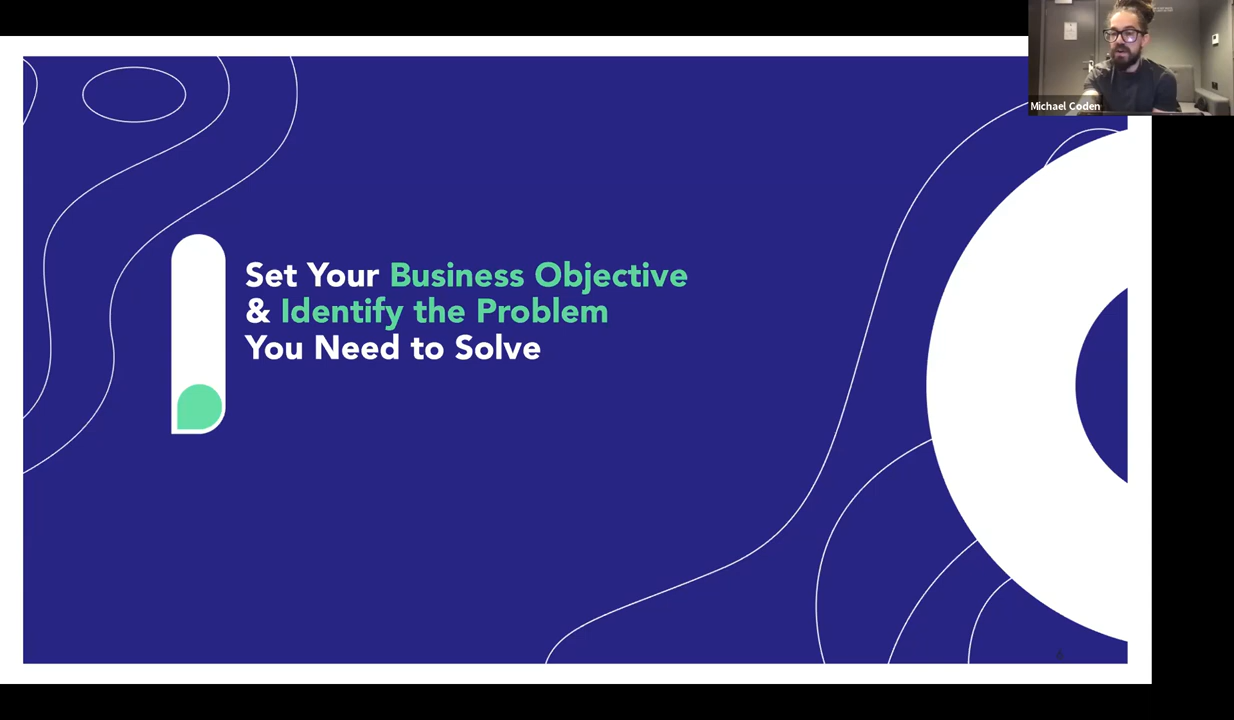 Michael Coden
Set Your Business Objective
& Identify the Problem
You Need to Solve